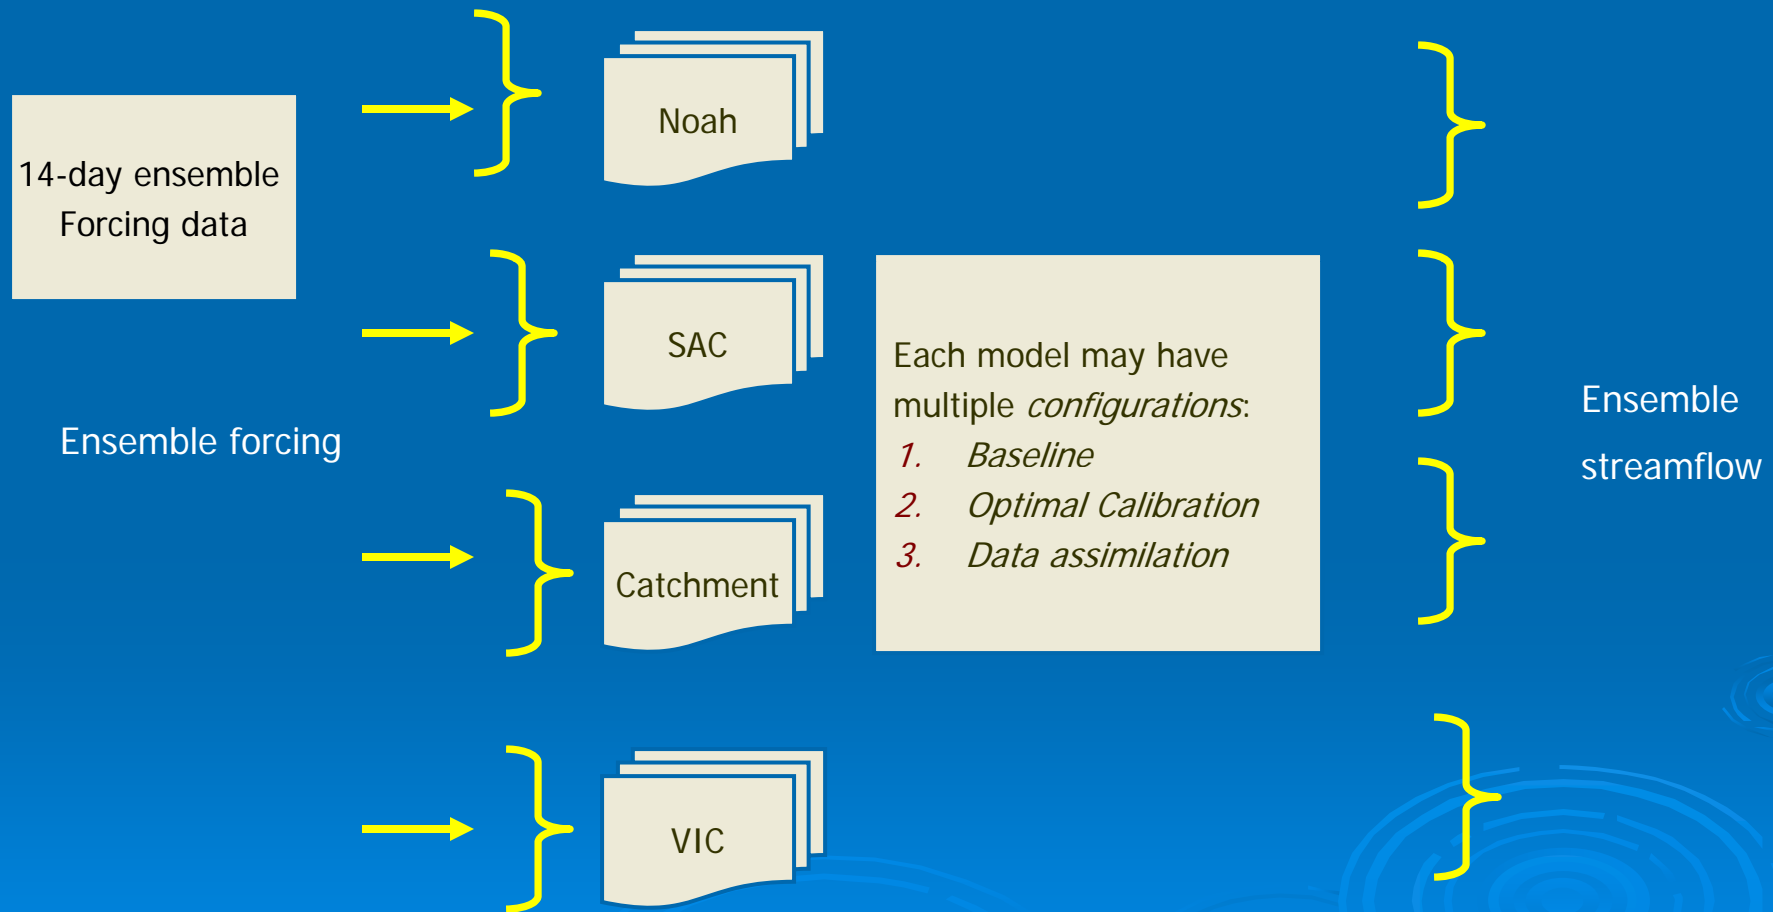 14-day ensemble
Forcing data
Ensemble forcing
Noah
SAC
Catchment
VIC
Each model may have
multiple configurations:
1. Baseline
2. Optimal Calibration
3. Data assimilation
Ensemble
streamflow